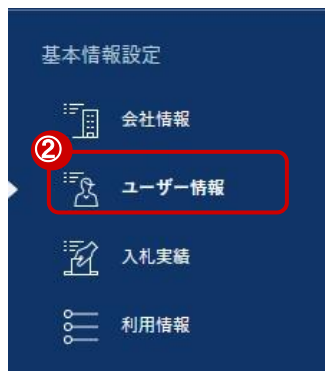 基本情報設定
会社情報
②
ユーザー情報
入札実績
利用情報